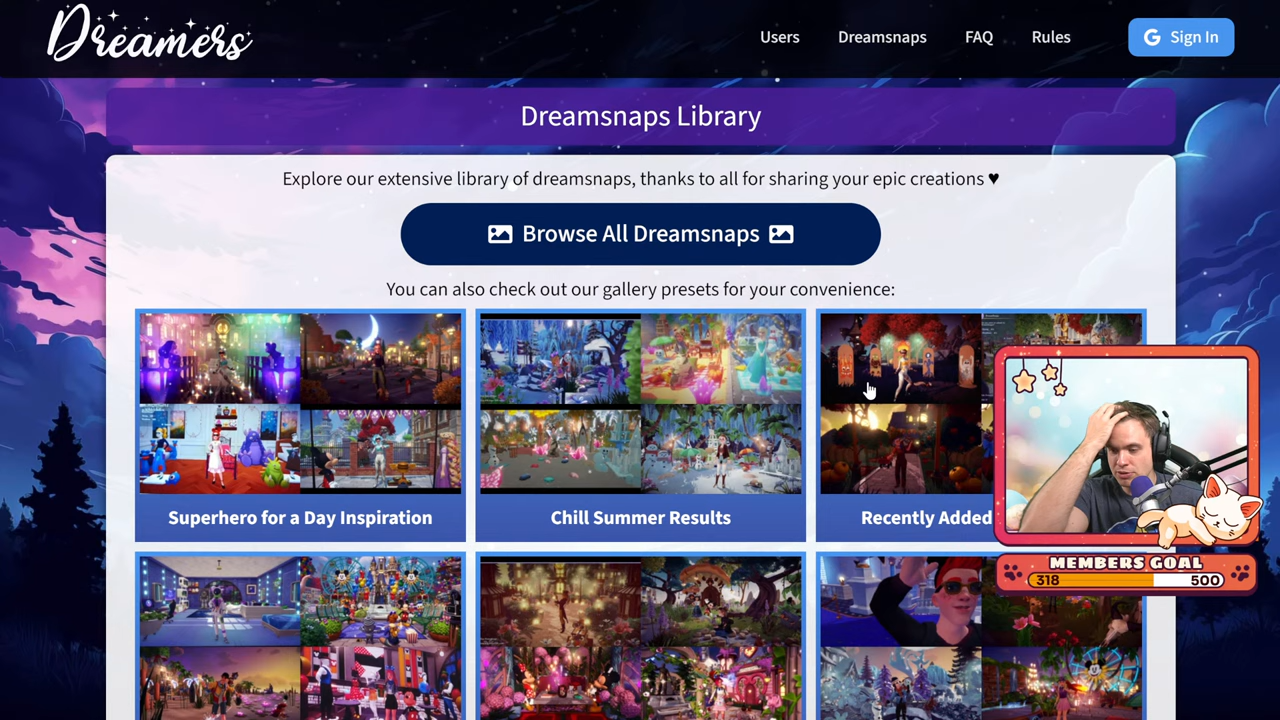 Dreamers
Users
Dreamsnaps
FAQ
Rules
G Sign In
Dreamsnaps Library
Explore our extensive library of dreamsnaps, thanks to all for sharing your epic creations ♥
Browse All Dreamsnaps
You can also check out our gallery presets for your convenience:
Superhero for a Day Inspiration
Chill Summer Results
Recently Added
MEMBERS GOAL
318
500